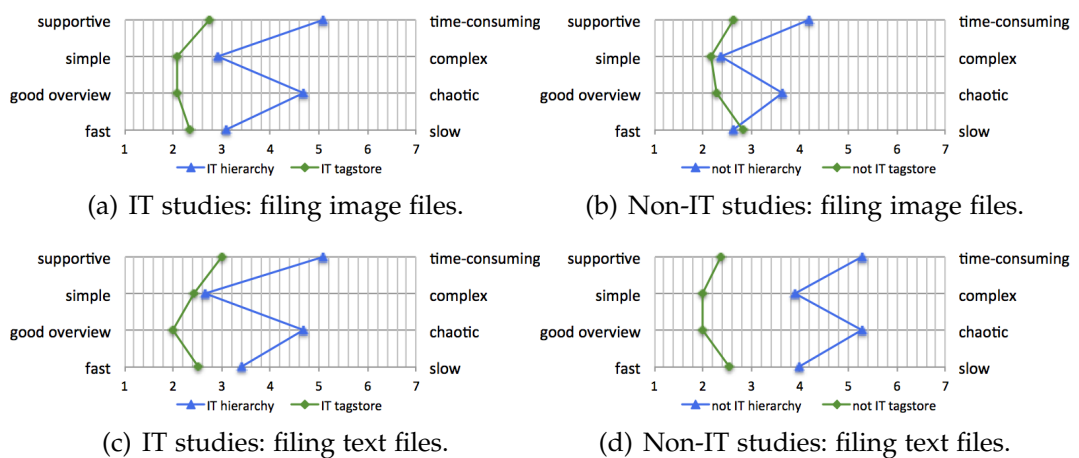 supportive time-consuming
simple complex
good overview chaotic
fast slow
1 2 3 4 5 6 7
IT hierarchy IT tagstore
(a) IT studies: filing image files.
supportive time-consuming
simple complex
good overview chaotic
fast slow
1 2 3 4 5 6 7
not IT hierarchy not IT tagstore
(b) Non-IT studies: filing image files.
supportive time-consuming
simple complex
good overview chaotic
fast slow
1 2 3 4 5 6 7
IT hierarchy IT tagstore
(c) IT studies: filing text files.
supportive time-consuming
simple complex
good overview chaotic
fast slow
1 2 3 4 5 6 7
not IT hierarchy not IT tagstore
(d) Non-IT studies: filing text files.